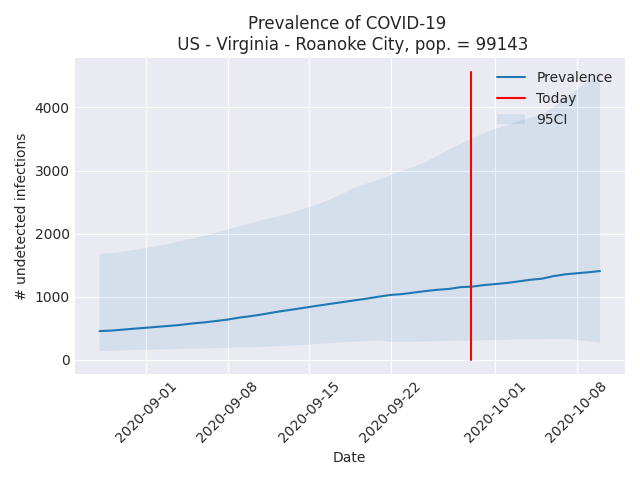 Prevalence of COVID-19
US - Virginia - Roanoke City, pop. = 99143
Prevalence
Today
95CI
# undetected infections
4000
3000
2000
1000
0
2020-09-01
2020-09-08
2020-09-15
2020-09-22
2020-10-01
2020-10-08
Date